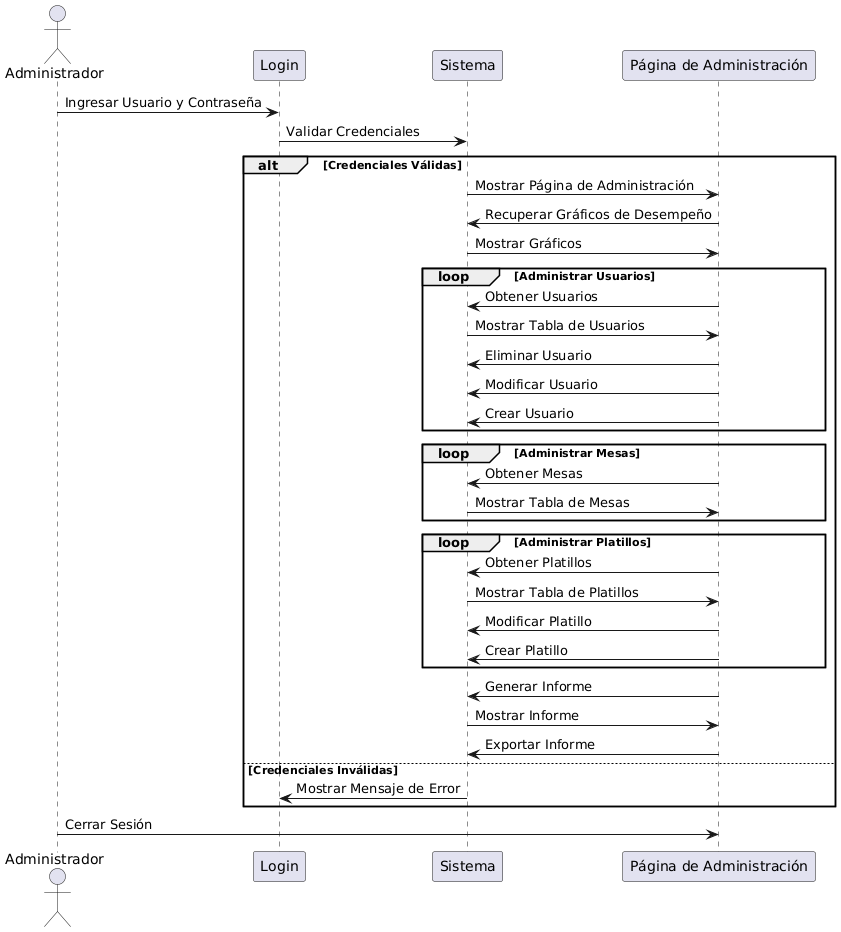 Administrador
Login
Sistema
Página de Administración
Ingresar Usuario y Contraseña
Validar Credenciales
alt [Credenciales Válidas]
Mostrar Página de Administración
Recuperar Gráficos de Desempeño
Mostrar Gráficos
loop [Administrar Usuarios]
Obtener Usuarios
Mostrar Tabla de Usuarios
Eliminar Usuario
Modificar Usuario
Crear Usuario
loop [Administrar Mesas]
Obtener Mesas
Mostrar Tabla de Mesas
loop [Administrar Platillos]
Obtener Platillos
Mostrar Tabla de Platillos
Modificar Platillo
Crear Platillo
Generar Informe
Mostrar Informe
Exportar Informe
[Credenciales Inválidas]
Mostrar Mensaje de Error
Cerrar Sesión
Administrador
Login
Sistema
Página de Administración